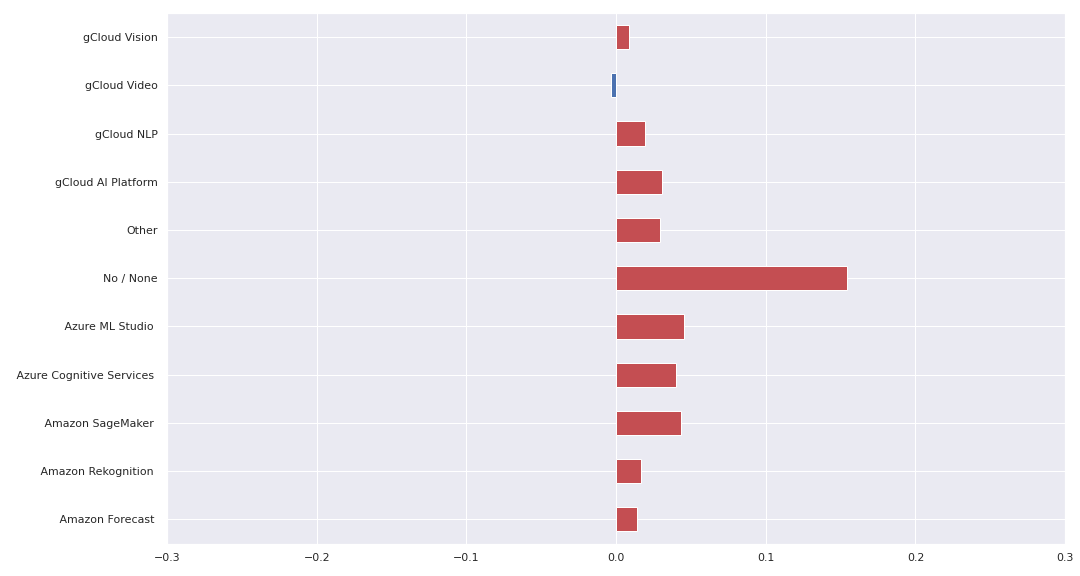 gCloud Vision
gCloud Video
gCloud NLP
gCloud AI Platform
Other
No / None
Azure ML Studio
Azure Cognitive Services
Amazon SageMaker
Amazon Rekognition
Amazon Forecast
−0.3 −0.2 −0.1 0.0 0.1 0.2 0.3